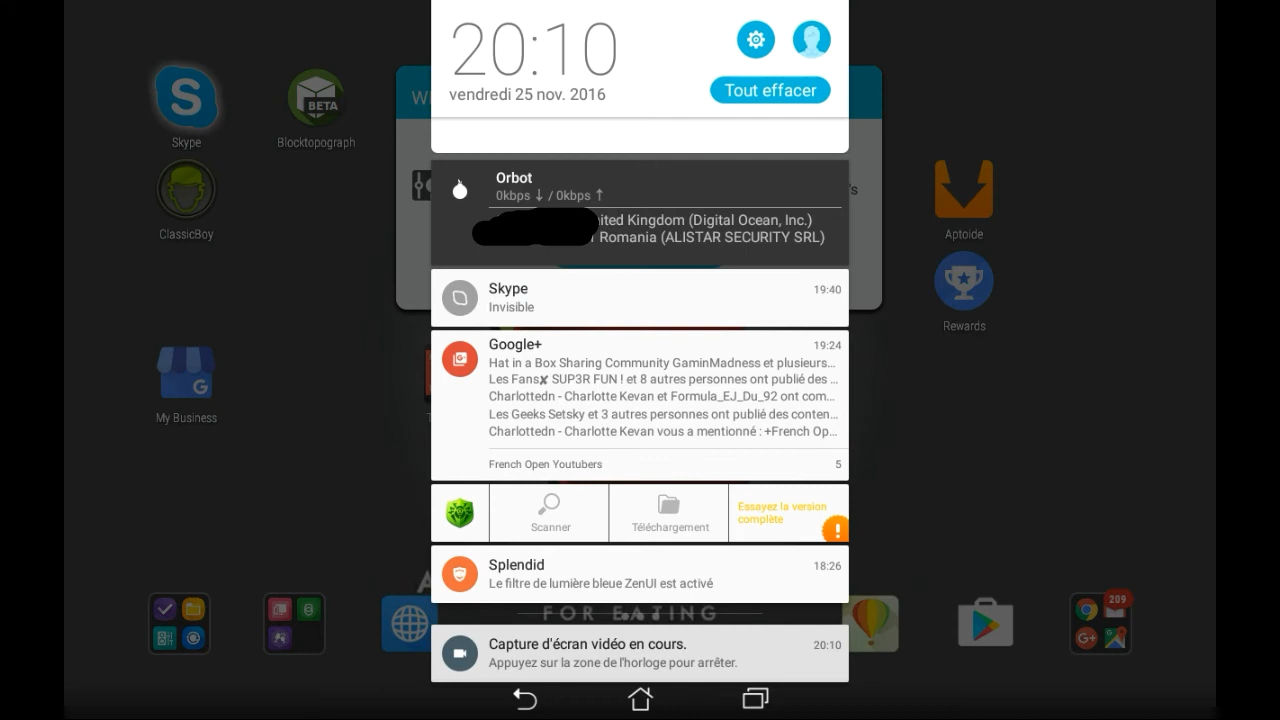 20:10
vendredi 25 nov. 2016
Tout effacer
Skype
BETA
Blocktopograph
ClassicBoy
My Business
Aptoide
Rewards
Orbot
0kbps ↓ / 0kbps ↑
ited Kingdom (Digital Ocean, Inc.)
Romania (ALISTAR SECURITY SRL)
Skype
19:40
Invisible
Google+
19:24
Hat in a Box Sharing Community GaminMadness et plusieurs...
Les Fans✘ SUP3R FUN ! et 8 autres personnes ont publié des ...
Charlottedn - Charlotte Kevan et Formula_EJ_Du_92 ont com...
Les Geeks Setsky et 3 autres personnes ont publié des conten...
Charlottedn - Charlotte Kevan vous a mentionné : +French Op...
French Open Youtubers
5
Scanner
Téléchargement
Essayez la version
complète
Splendid
18:26
Le filtre de lumière bleue ZenUI est activé
FOR EATING
209
Capture d'écran vidéo en cours.
20:10
Appuyez sur la zone de l'horloge pour arrêter.